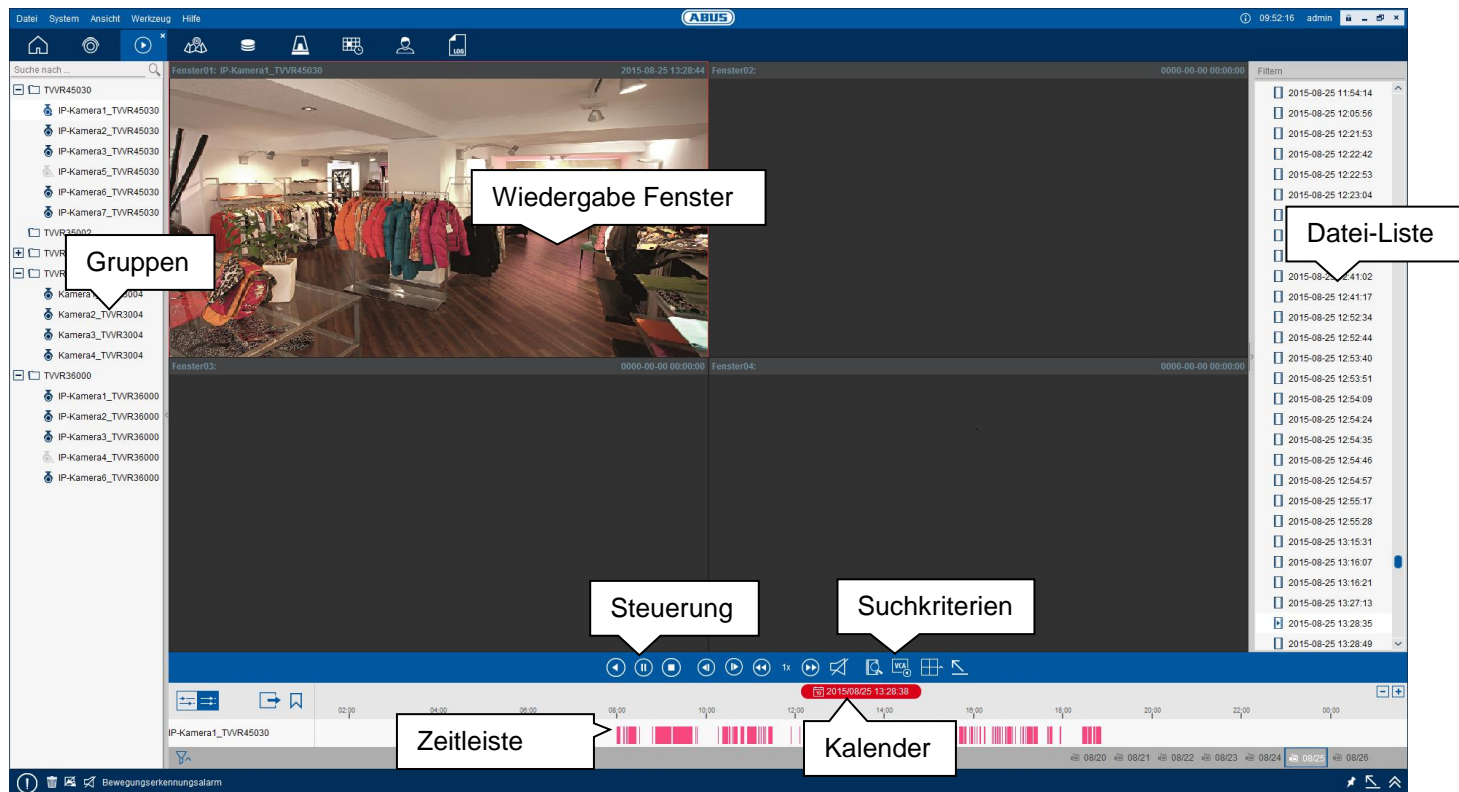 Datei System Ansicht Werkzeug Hilfe
ABUS
09:52:16 admin
LOG
Suche nach ...
TVVR45030
IP-Kamera1_TVVR45030
IP-Kamera2_TVVR45030
IP-Kamera3_TVVR45030
IP-Kamera5_TVVR45030
IP-Kamera6_TVVR45030
IP-Kamera7_TVVR45030
TVVR35002
TVVR
TVVR
Gruppen
3004
Kamera2_TVVR3004
Kamera3_TVVR3004
Kamera4_TVVR3004
TVVR36000
IP-Kamera1_TVVR36000
IP-Kamera2_TVVR36000
IP-Kamera3_TVVR36000
IP-Kamera4_TVVR36000
IP-Kamera6_TVVR36000
Fenster01: IP-Kamera1_TVVR45030 2015-08-25 13:28:44
Fenster02: 0000-00-00 00:00:00
Wiedergabe Fenster
Fenster03: 0000-00-00 00:00:00
Fenster04: 0000-00-00 00:00:00
Filtern
2015-08-25 11:54:14
2015-08-25 12:05:56
2015-08-25 12:21:53
2015-08-25 12:22:42
2015-08-25 12:22:53
2015-08-25 12:23:04
Datei-Liste
2015-08-25 12:41:02
2015-08-25 12:41:17
2015-08-25 12:52:34
2015-08-25 12:52:44
2015-08-25 12:53:40
2015-08-25 12:53:51
2015-08-25 12:54:09
2015-08-25 12:54:24
2015-08-25 12:54:35
2015-08-25 12:54:46
2015-08-25 12:54:57
2015-08-25 12:55:17
2015-08-25 12:55:28
2015-08-25 13:15:31
2015-08-25 13:16:07
2015-08-25 13:16:21
2015-08-25 13:27:13
2015-08-25 13:28:35
2015-08-25 13:28:49
Steuerung
Suchkriterien
1x
VCA
2015/08/25 13:28:38
02:00 04:00 06:00 08:00 10:00 12:00 14:00 16:00 18:00 20:00 22:00 00:00
IP-Kamera1_TVVR45030
Zeitleiste
Kalender
08/20 08/21 08/22 08/23 08/24 08/25 08/26
Bewegungserkennungsalarm